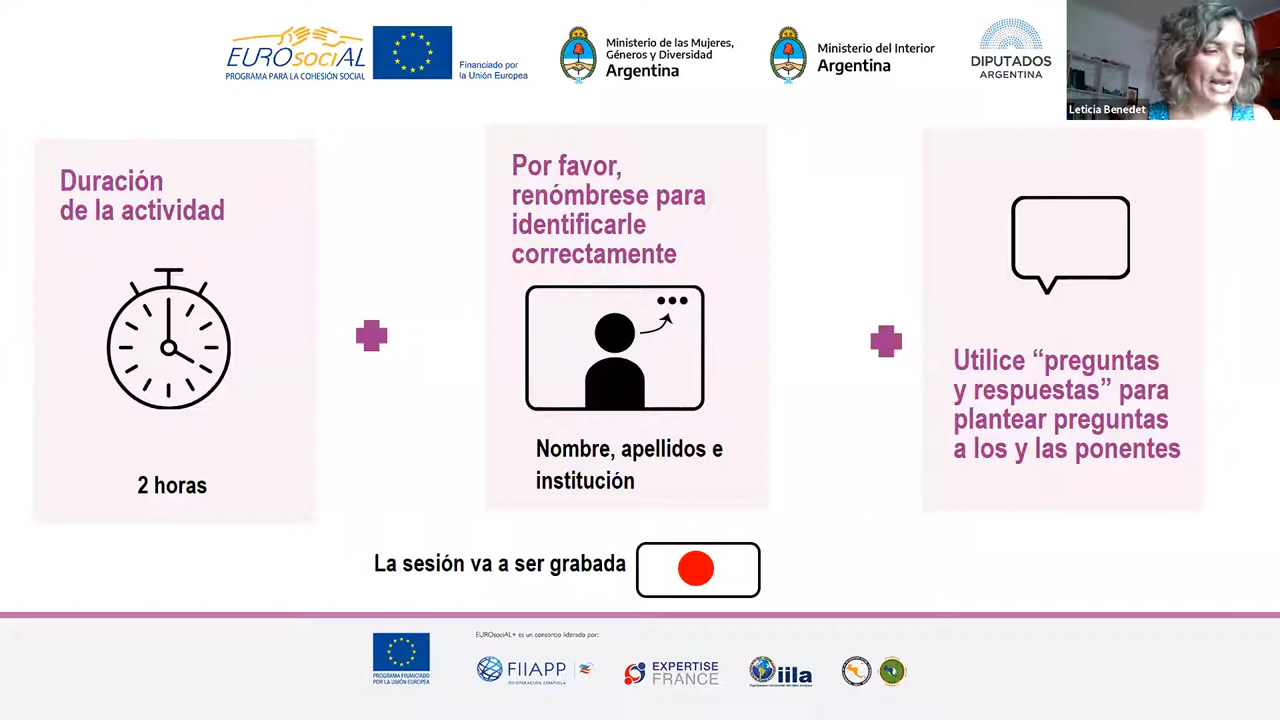 EUROsociAL
PROGRAMA PARA LA COHESIÓN SOCIAL
Financiado por
la Unión Europea
Ministerio de las Mujeres,
Géneros y Diversidad
Argentina
Ministerio del Interior
Argentina
DIPUTADOS
ARGENTINA
Leticia Benedet
Duración
de la actividad
2 horas
Por favor,
renómbrese para
identificarle
correctamente
Nombre, apellidos e
institución
Utilice “preguntas
y respuestas” para
plantear preguntas
a los y las ponentes
La sesión va a ser grabada
PROGRAMA FINANCIADO
POR LA UNIÓN EUROPEA
EUROsociAL+ es un consorcio liderado por:
FIIAPP
COOPERACIÓN ESPAÑOLA
EXPERTISE
FRANCE
iila